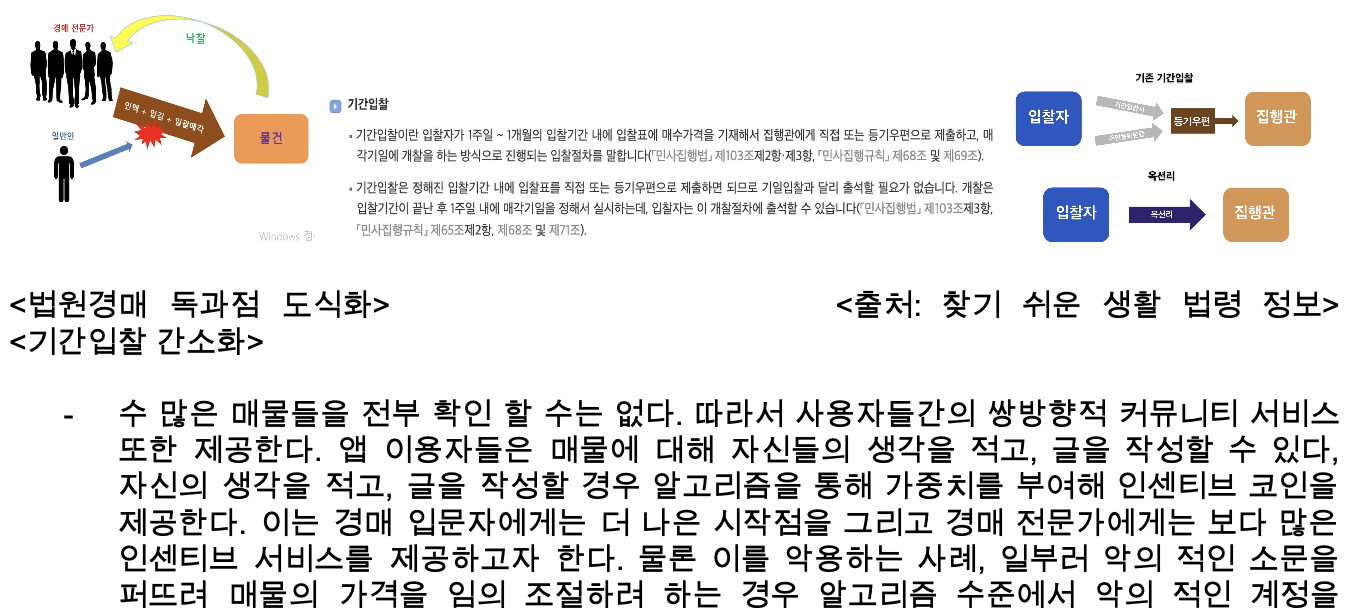 경매 전문가
낙찰
인맥 + 입김 + 일괄매각
일반인
물건
Windows 정
기간입찰
기간입찰이란 입찰자가 1주일 ~ 1개월의 입찰기간 내에 입찰표에 매수가격을 기재해서 집행관에게 직접 또는 등기우편으로 제출하고, 매
각기일에 개찰을 하는 방식으로 진행되는 입찰절차를 말합니다(「민사집행법」 제103조제2항·제3항, 「민사집행규칙」 제68조 및 제69조).
기간입찰은 정해진 입찰기간 내에 입찰표를 직접 또는 등기우편으로 제출하면 되므로 기일입찰과 달리 출석할 필요가 없습니다. 개찰은
입찰기간이 끝난 후 1주일 내에 매각기일을 정해서 실시하는데, 입찰자는 이 개찰절차에 출석할 수 있습니다(「민사집행법」 제103조제3항,
「민사집행규칙」 제65조제2항, 제68조 및 제71조).
기존 기간입찰
입찰자
등기우편
집행관
옥션리
입찰자
옥션리
집행관
<법원경매 독과점 도식화> <출처: 찾기 쉬운 생활 법령 정보>
<기간입찰 간소화>
- 수 많은 매물들을 전부 확인 할 수는 없다. 따라서 사용자들간의 쌍방향적 커뮤니티 서비스
또한 제공한다. 앱 이용자들은 매물에 대해 자신들의 생각을 적고, 글을 작성할 수 있다,
자신의 생각을 적고, 글을 작성할 경우 알고리즘을 통해 가중치를 부여해 인센티브 코인을
제공한다. 이는 경매 입문자에게는 더 나은 시작점을 그리고 경매 전문가에게는 보다 많은
인센티브 서비스를 제공하고자 한다. 물론 이를 악용하는 사례, 일부러 악의 적인 소문을
퍼뜨려 매물의 가격을 임의 조절하려 하는 경우 알고리즘 수준에서 악의 적인 계정을